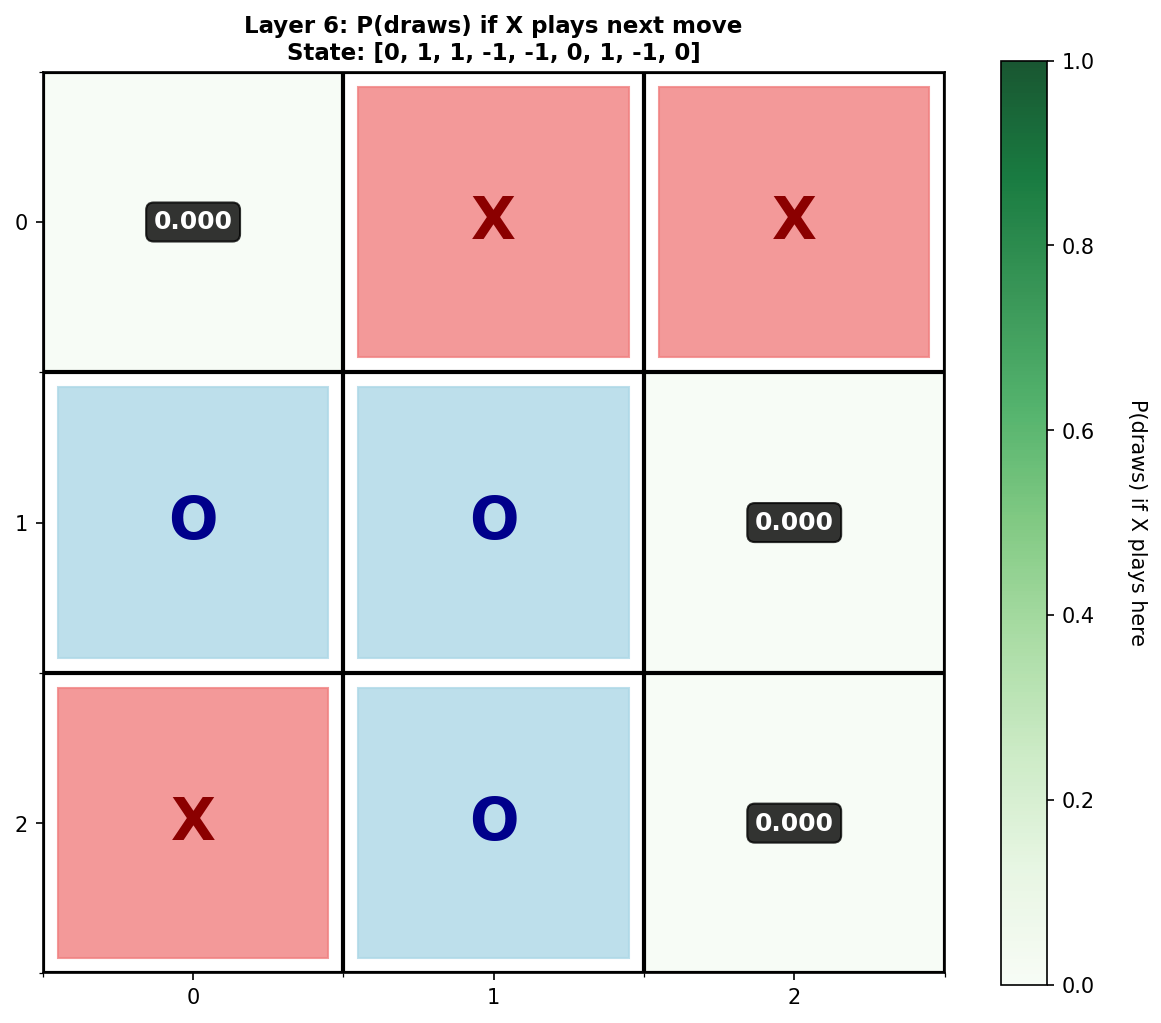 Layer 6: P(draws) if X plays next move
State: [0, 1, 1, -1, -1, 0, 1, -1, 0]
0
0.000
X
X
1
O
O
0.000
2
X
O
0.000
0
1
2
1.0
0.8
0.6
0.4
0.2
0.0
P(draws) if X plays here